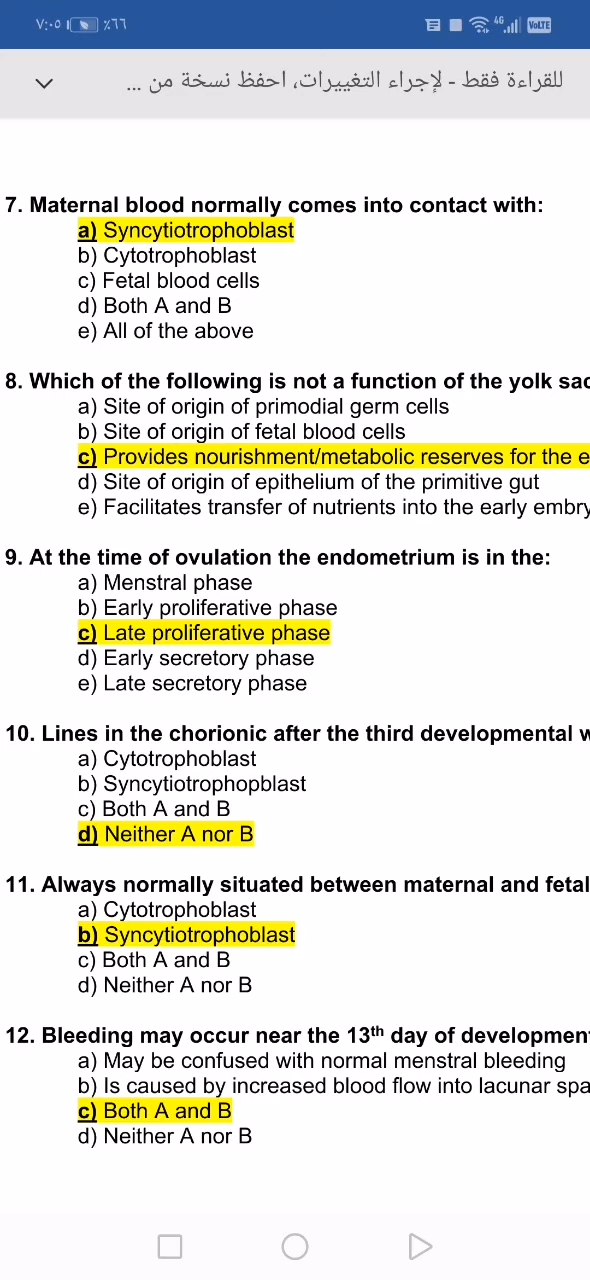 ٧:٠٥ ٪٦٦ 46 VoLTE
للقراءة فقط - لإجراء التغييرات، احفظ نسخة من ...
7. Maternal blood normally comes into contact with:
a) Syncytiotrophoblast
b) Cytotrophoblast
c) Fetal blood cells
d) Both A and B
e) All of the above
8. Which of the following is not a function of the yolk sac
a) Site of origin of primodial germ cells
b) Site of origin of fetal blood cells
c) Provides nourishment/metabolic reserves for the e
d) Site of origin of epithelium of the primitive gut
e) Facilitates transfer of nutrients into the early embry
9. At the time of ovulation the endometrium is in the:
a) Menstral phase
b) Early proliferative phase
c) Late proliferative phase
d) Early secretory phase
e) Late secretory phase
10. Lines in the chorionic after the third developmental w
a) Cytotrophoblast
b) Syncytiotrophopblast
c) Both A and B
d) Neither A nor B
11. Always normally situated between maternal and fetal
a) Cytotrophoblast
b) Syncytiotrophoblast
c) Both A and B
d) Neither A nor B
12. Bleeding may occur near the 13th day of developmen
a) May be confused with normal menstral bleeding
b) Is caused by increased blood flow into lacunar spa
c) Both A and B
d) Neither A nor B